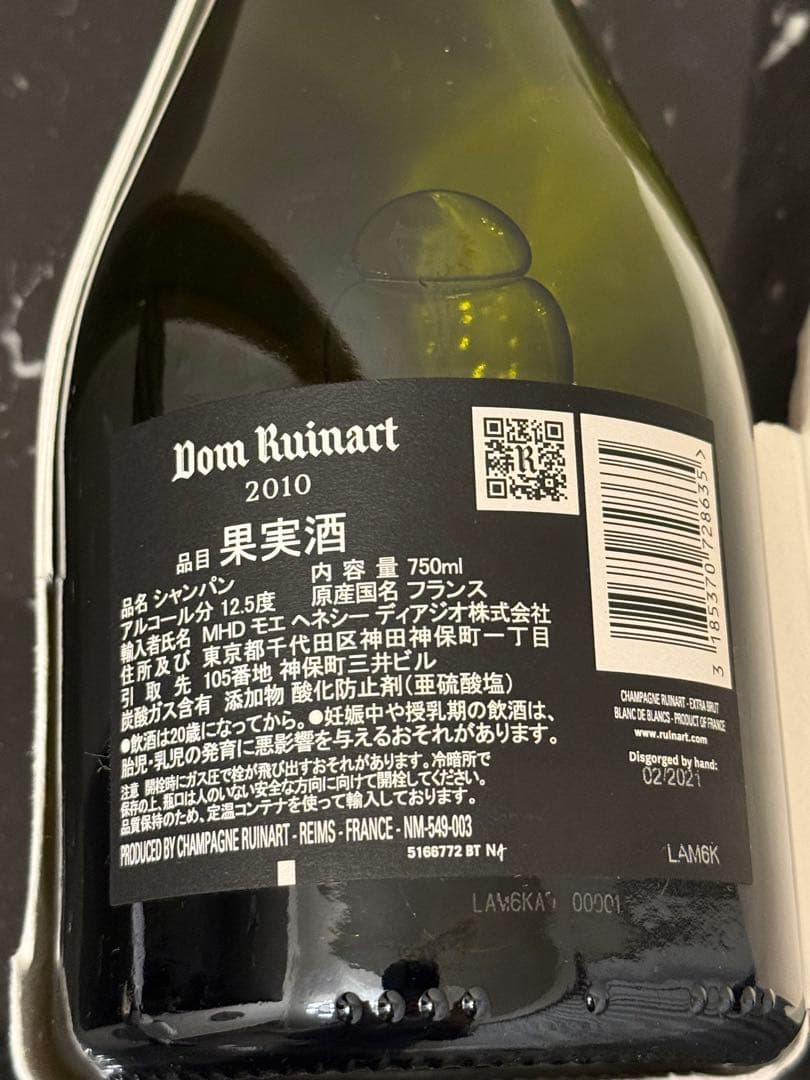 Dom Ruinart
2010
品目 果実酒
品名 シャンパン 内容量 750ml
アルコール分 12.5度 原産国名 フランス
輸入者氏名 MHD モエ ヘネシー ディアジオ株式会社
住所及び 東京都千代田区神田神保町一丁目
引取先 105番地 神保町三井ビル
炭酸ガス含有 添加物 酸化防止剤(亜硫酸塩)
●飲酒は20歳になってから。●妊娠中や授乳期の飲酒は、
胎児・乳児の発育に悪影響を与えるおそれがあります。
注意 開栓時にガス圧で栓が飛び出すおそれがあります。冷暗所で
保存の上、瓶口は人のいない安全な方向に向けて開栓してください。
品質保持のため、定温コンテナを使って輸入しております。
PRODUCED BY CHAMPAGNE RUINART - REIMS - FRANCE - NM-549-003
5166772 BT N4
R
3 185370 728635 >
CHAMPAGNE RUINART - EXTRA BRUT
BLANC DE BLANCS - PRODUCT OF FRANCE
www.ruinart.com
Disgorged by hand:
02/2021
LAM6K
LAM6KA 00001